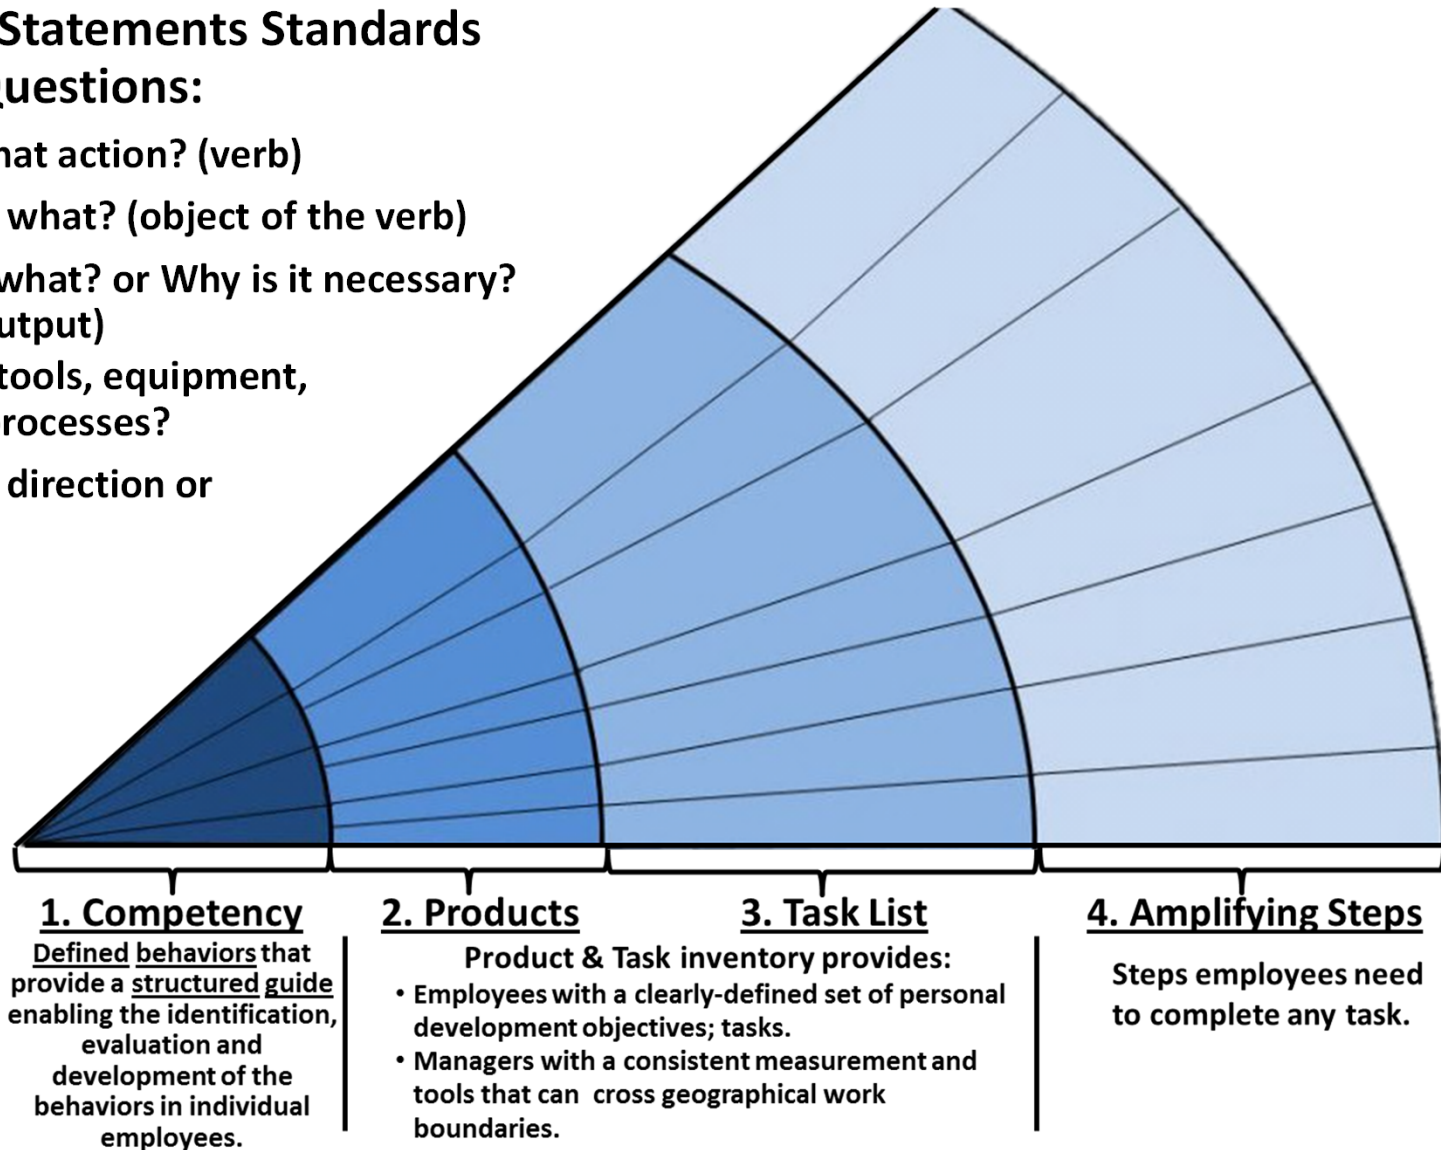 Statements Standards
uestions:
hat action? (verb)
what? (object of the verb)
what? or Why is it necessary?
utput)
tools, equipment,
rocesses?
direction or
1. Competency
Defined behaviors that
provide a structured guide
enabling the identification,
evaluation and
development of the
behaviors in individual
employees.
2. Products
3. Task List
Product & Task inventory provides:
• Employees with a clearly-defined set of personal
development objectives; tasks.
• Managers with a consistent measurement and
tools that can cross geographical work
boundaries.
4. Amplifying Steps
Steps employees need
to complete any task.